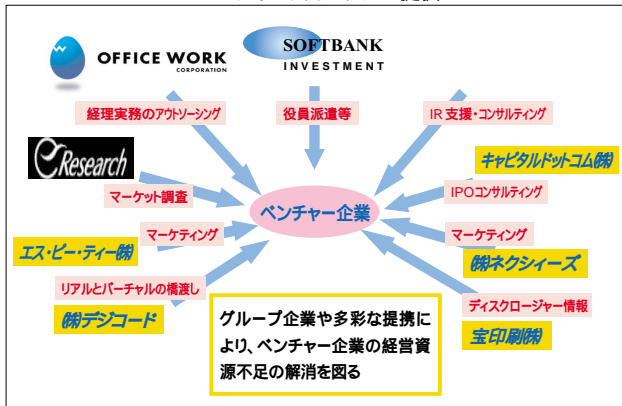 OFFICE WORK
CORPORATION
SOFTBANK
INVESTMENT
経理実務のアウトソーシング
役員派遣等
IR支援・コンサルティング
eResearch
キャピタルドットコム㈱
マーケット調査
IPOコンサルティング
ベンチャー企業
マーケティング
マーケティング
エス・ピー・ティー㈱
㈱ネクシィーズ
リアルとバーチャルの橋渡し
ディスクロージャー情報
㈱デジコード
宝印刷㈱
グループ企業や多彩な提携に
より、ベンチャー企業の経営資
源不足の解消を図る